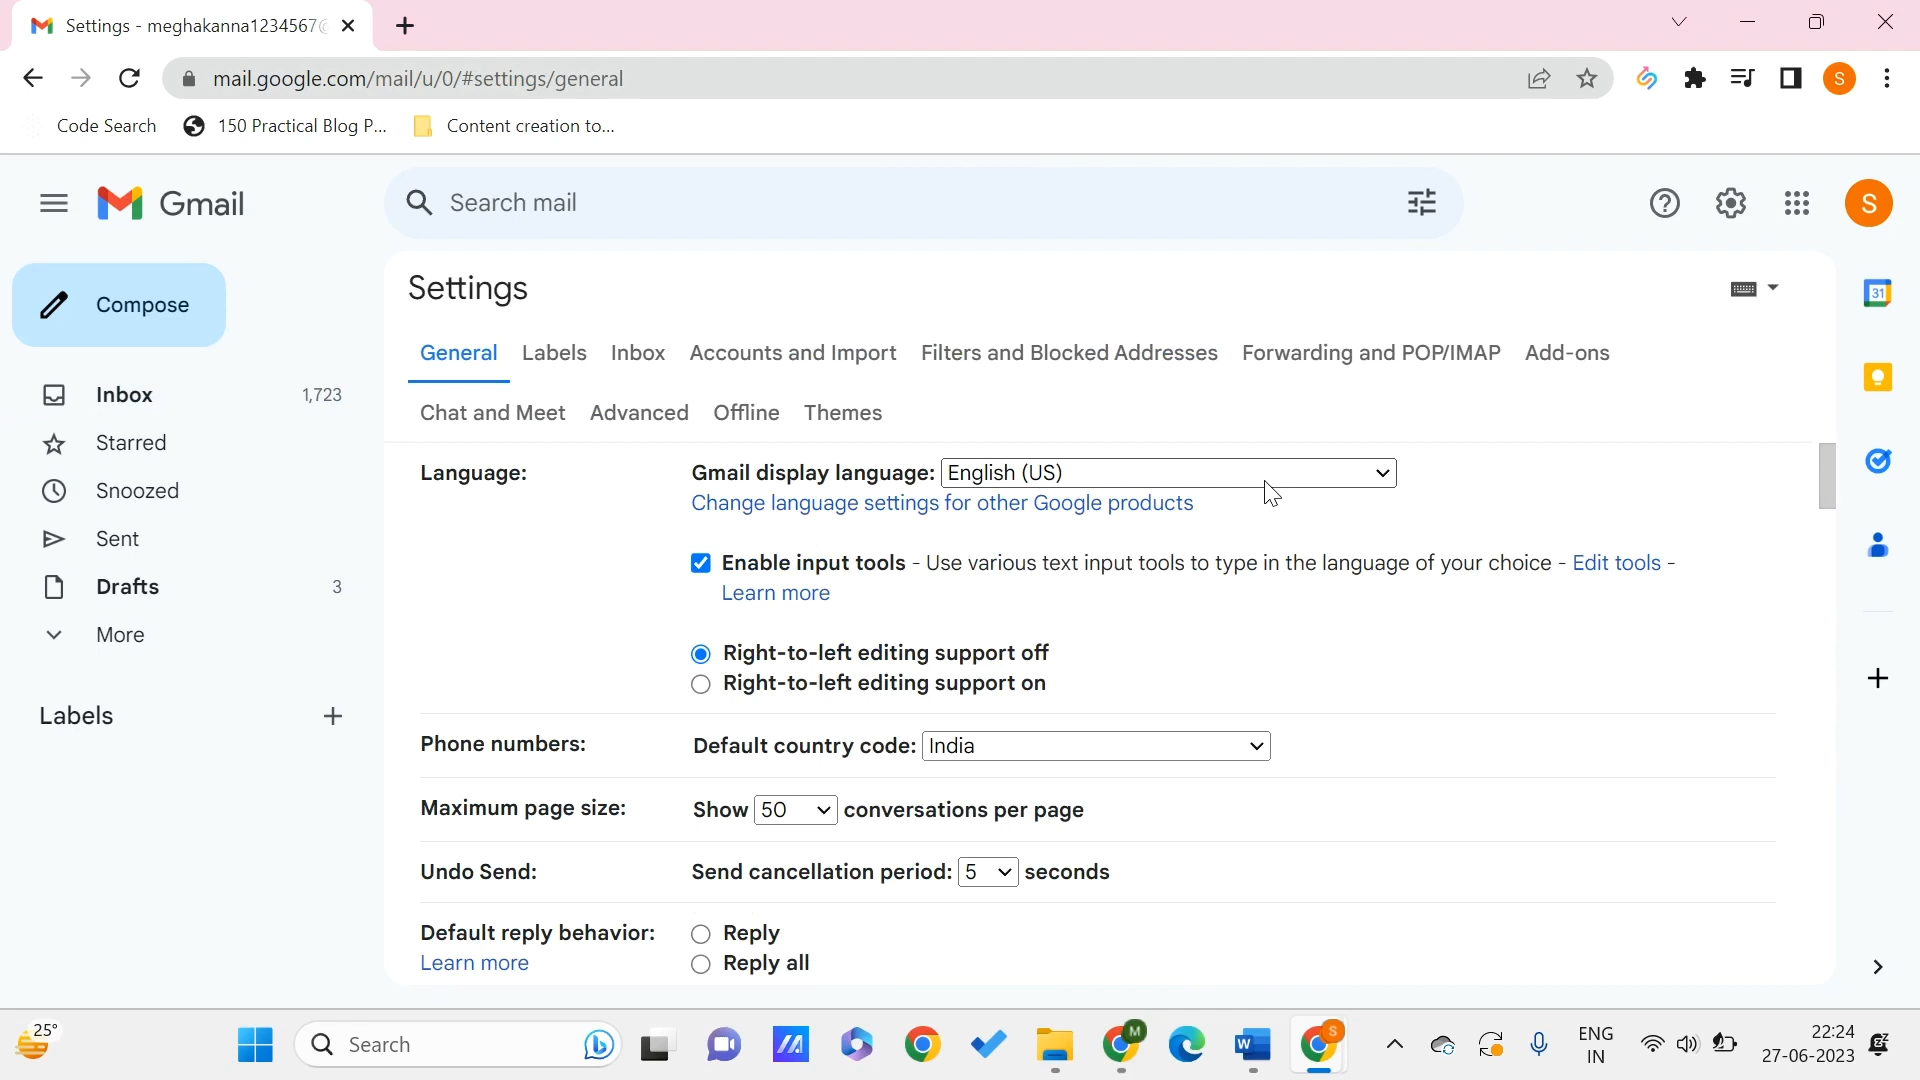 Settings - meghakanna1234567@
mail.google.com/mail/u/0/#settings/general
Code Search
150 Practical Blog P...
Content creation to...
S
Gmail
Search mail
S
Compose
Settings
31
General Labels Inbox Accounts and Import Filters and Blocked Addresses Forwarding and POP/IMAP Add-ons
Chat and Meet Advanced Offline Themes
Inbox 1,723
Starred
Snoozed
Sent
Drafts 3
More
Labels
Language: Gmail display language: English (US)
Change language settings for other Google products
Enable input tools - Use various text input tools to type in the language of your choice - Edit tools -
Learn more
Right-to-left editing support off
Right-to-left editing support on
Phone numbers: Default country code: India
Maximum page size: Show 50 conversations per page
Undo Send: Send cancellation period: 5 seconds
Default reply behavior: Reply
Learn more Reply all
25°
Search
M
W
S
ENG
IN
22:24
27-06-2023